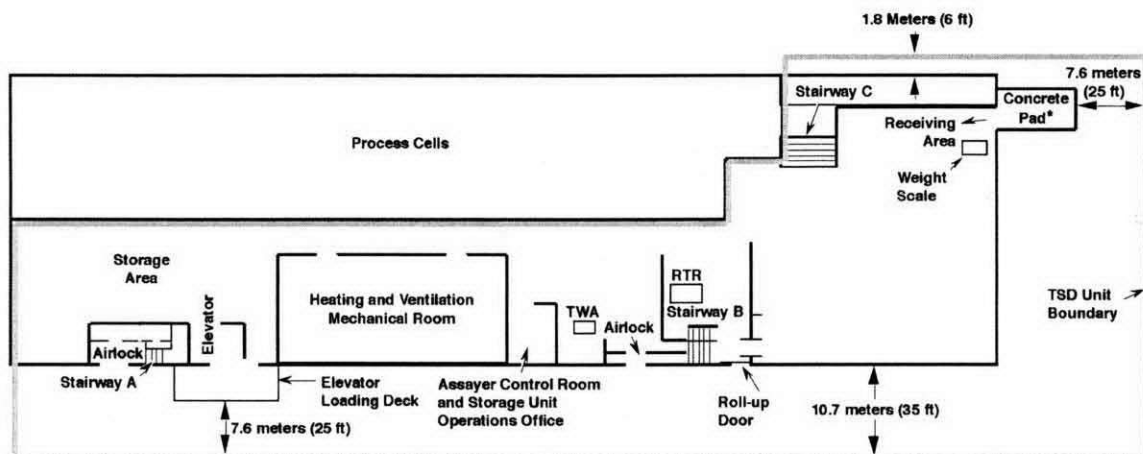 1.8 Meters (6 ft)
7.6 meters
(25 ft)
Stairway C
Concrete
Pad*
Receiving
Area
Process Cells
Weight
Scale
Storage
Area
Elevator
Heating and Ventilation
Mechanical Room
RTR
TWA
Stairway B
Airlock
TSD Unit
Boundary
Airlock
Stairway A
Elevator
Loading Deck
Assayer Control Room
and Storage Unit
Operations Office
Roll-up
Door
10.7 meters (35 ft)
7.6 meters (25 ft)